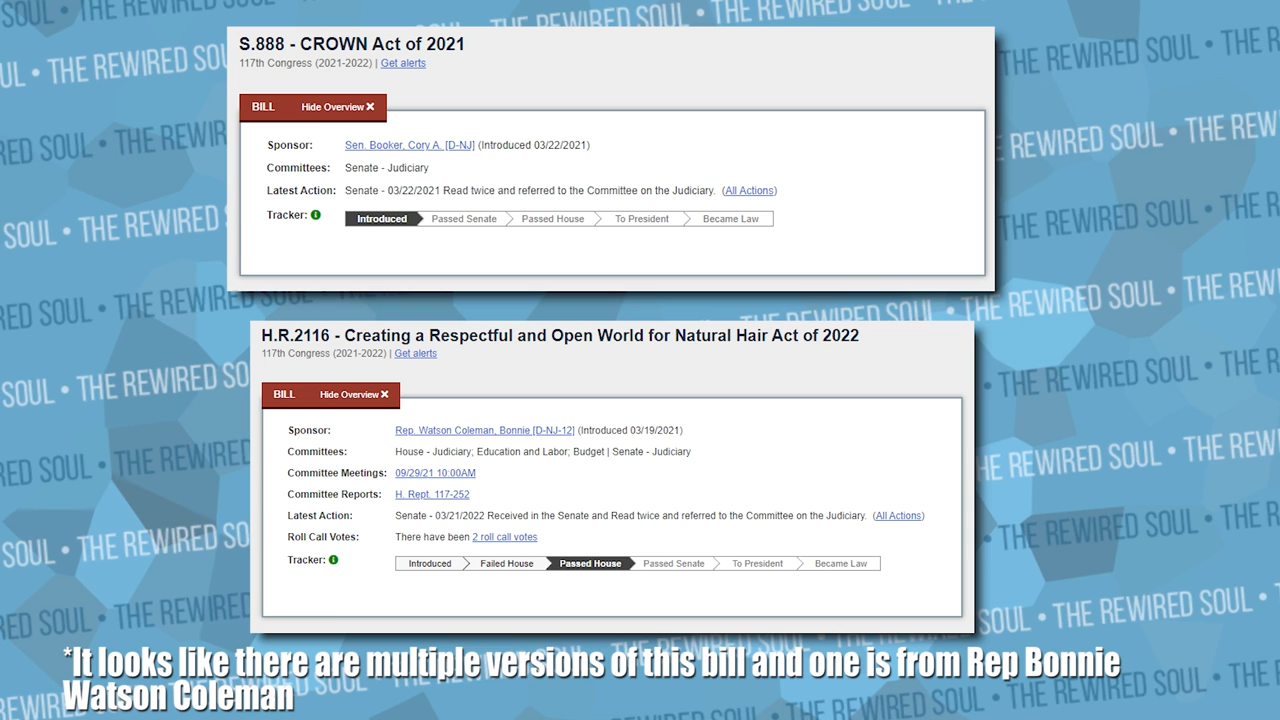 S.888 - CROWN Act of 2021
117th Congress (2021-2022) | Get alerts
BILL Hide Overview ✕
Sponsor: Sen. Booker, Cory A. [D-NJ] (Introduced 03/22/2021)
Committees: Senate - Judiciary
Latest Action: Senate - 03/22/2021 Read twice and referred to the Committee on the Judiciary. (All Actions)
Tracker: Introduced Passed Senate Passed House To President Became Law
H.R.2116 - Creating a Respectful and Open World for Natural Hair Act of 2022
117th Congress (2021-2022) | Get alerts
BILL Hide Overview ✕
Sponsor: Rep. Watson Coleman, Bonnie [D-NJ-12] (Introduced 03/19/2021)
Committees: House - Judiciary; Education and Labor; Budget | Senate - Judiciary
Committee Meetings: 09/29/21 10:00AM
Committee Reports: H. Rept. 117-252
Latest Action: Senate - 03/21/2022 Received in the Senate and Read twice and referred to the Committee on the Judiciary. (All Actions)
Roll Call Votes: There have been 2 roll call votes
Tracker: Introduced Failed House Passed House Passed Senate To President Became Law
*It looks like there are multiple versions of this bill and one is from Rep Bonnie
Watson Coleman